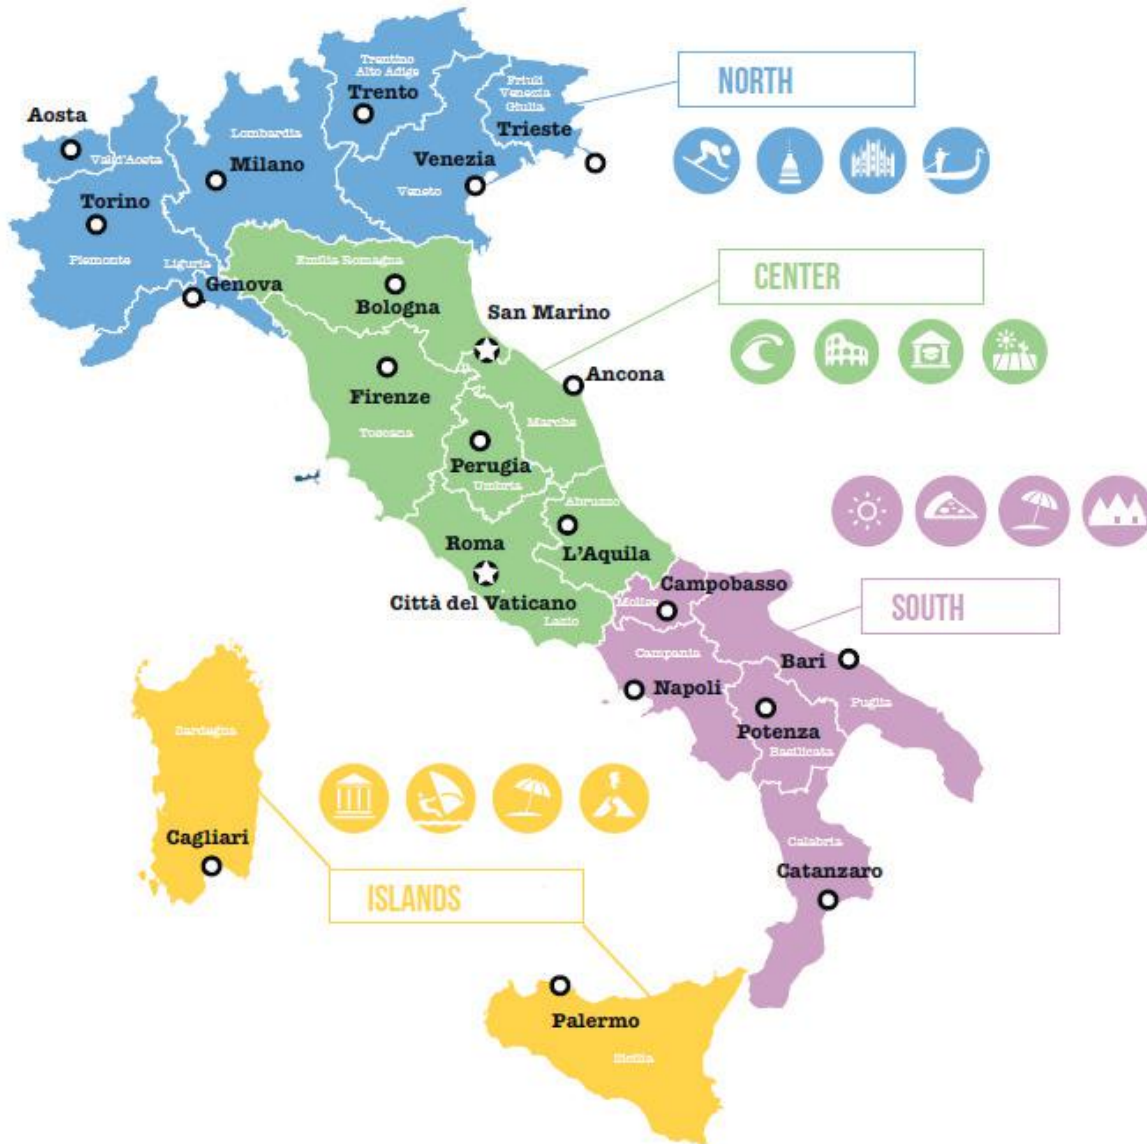 Trentino
Alto Adige
Trento
Friuli
Venezia
Giulia
Trieste
NORTH
Aosta
Vald'Aosta
Lombardia
Milano
Venezia
Veneto
Torino
Piemonte
Liguria
Genova
Emilia Romagna
Bologna
CENTER
San Marino
Firenze
Toscana
Ancona
Marche
Perugia
Umbria
Abruzzo
L'Aquila
Roma
Città del Vaticano
Lazio
Campobasso
Molise
SOUTH
Campania
Napoli
Bari
Puglia
Potenza
Basilicata
Sardegna
Cagliari
Calabria
Catanzaro
ISLANDS
Palermo
Sicilia